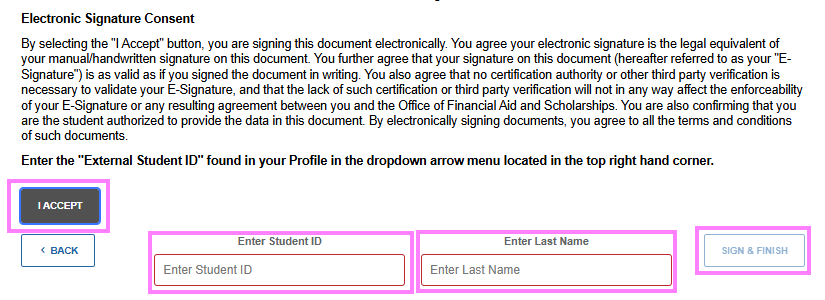 Electronic Signature Consent
By selecting the "I Accept" button, you are signing this document electronically. You agree your electronic signature is the legal equivalent of
your manual/handwritten signature on this document. You further agree that your signature on this document (hereafter referred to as your "E-
Signature") is as valid as if you signed the document in writing. You also agree that no certification authority or other third party verification is
necessary to validate your E-Signature, and that the lack of such certification or third party verification will not in any way affect the enforceability
of your E-Signature or any resulting agreement between you and the Office of Financial Aid and Scholarships. You are also confirming that you
are the student authorized to provide the data in this document. By electronically signing documents, you agree to all the terms and conditions
of such documents.
Enter the "External Student ID" found in your Profile in the dropdown arrow menu located in the top right hand corner.
I ACCEPT
Enter Student ID
Enter Last Name
‹ BACK
SIGN & FINISH
Enter Student ID
Enter Last Name